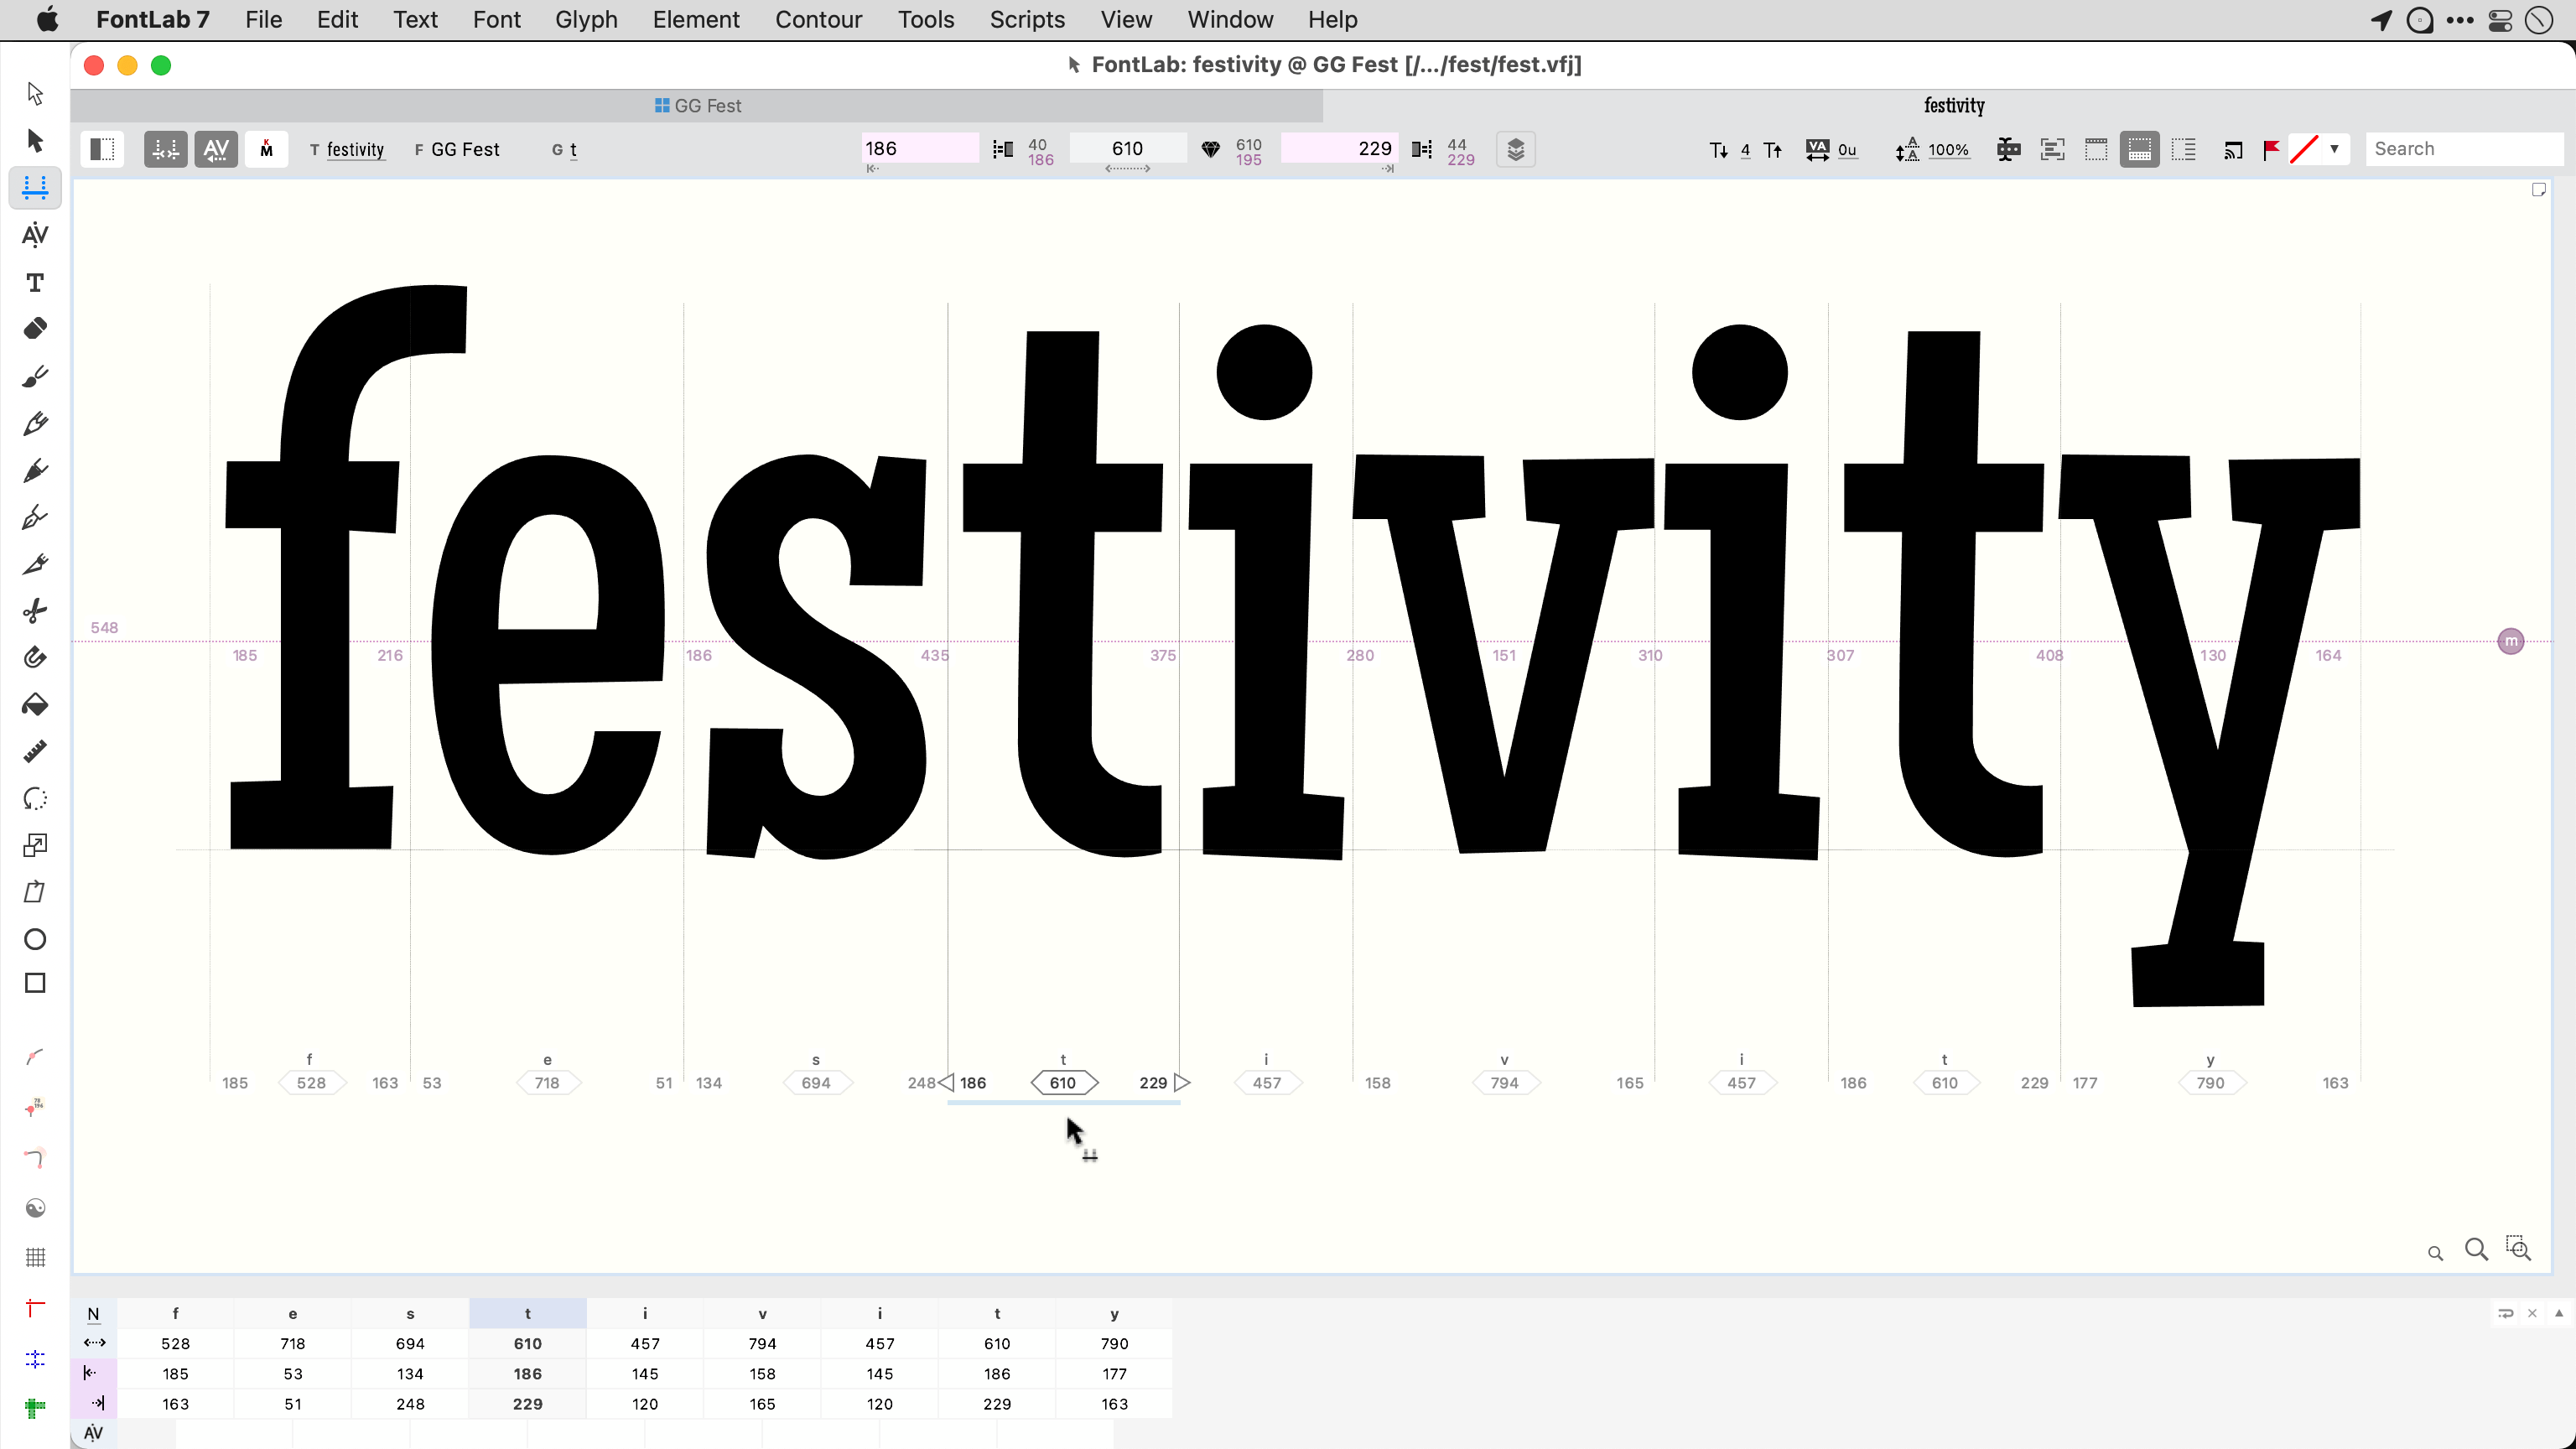 FontLab 7 File Edit Text Font Glyph Element Contour Tools Scripts View Window Help
FontLab: festivity @ GG Fest [/.../fest/fest.vfj]
GG Fest
festivity
T festivity F GG Fest G t 186 40 186 610 610 195 229 44 229 4 0u 100% Search
festivity
548
185 216 186 435 375 280 151 310 307 408 130 164
m
f e s t i v i t y
185 528 163 53 718 51 134 694 248 186 610 229 457 158 794 165 457 186 610 229 177 790 163
N f e s t i v i t y
528 718 694 610 457 794 457 610 790
185 53 134 186 145 158 145 186 177
163 51 248 229 120 165 120 229 163
AV